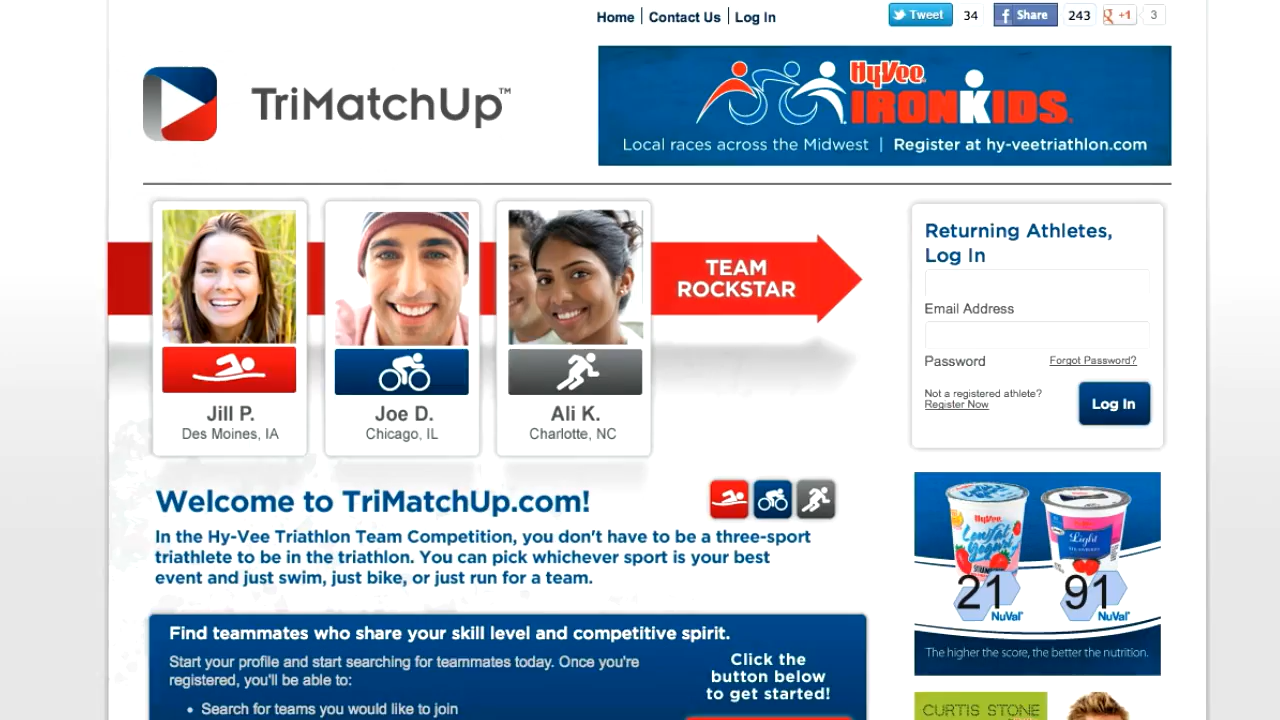 Home | Contact Us | Log In
Tweet 34 Share 243 +1 3
TriMatchUp™
HyVee
IRONKIDS
Local races across the Midwest | Register at hy-veetriathlon.com
TEAM
ROCKSTAR
Jill P.
Des Moines, IA
Joe D.
Chicago, IL
Ali K.
Charlotte, NC
Returning Athletes,
Log In
Email Address
Password Forgot Password?
Not a registered athlete?
Register Now
Log In
Welcome to TriMatchUp.com!
In the Hy-Vee Triathlon Team Competition, you don't have to be a three-sport
triathlete to be in the triathlon. You can pick whichever sport is your best
event and just swim, just bike, or just run for a team.
HyVee
Light
21 91
NuVal NuVal
The higher the score, the better the nutrition.
Find teammates who share your skill level and competitive spirit.
Start your profile and start searching for teammates today. Once you're
registered, you'll be able to:
• Search for teams you would like to join
Click the
button below
to get started!
CURTIS STONE